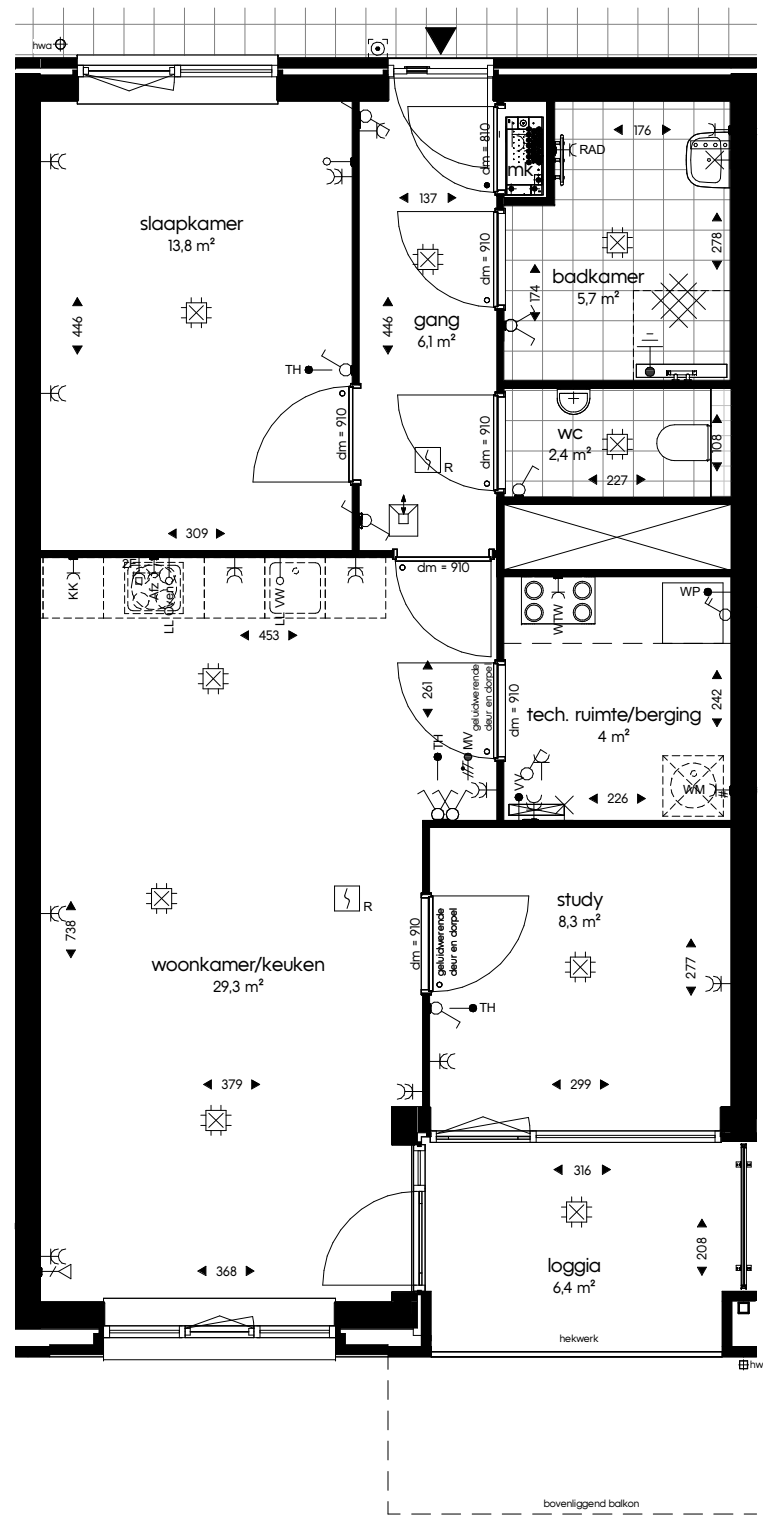 hwa
176
RAD
dm = 810
mk
137
slaapkamer
13,8 m²
278
dm = 910
badkamer
5,7 m²
174
446
446
gang
6,1 m²
TH
dm = 910
dm = 910
wc
2,4 m²
108
R
227
309
dm = 910
KK
Afz
LL Oven
LL VW
WTW
WP
453
261
geluidwerende
deur en dorpel
dm = 910
242
tech. ruimte/berging
4 m²
TH
MV
VV
226
WM
study
8,3 m²
R
738
dm = 910
geluidwerende
deur en dorpel
277
woonkamer/keuken
29,3 m²
TH
379
299
316
208
368
loggia
6,4 m²
hekwerk
hw
bovenliggend balkon